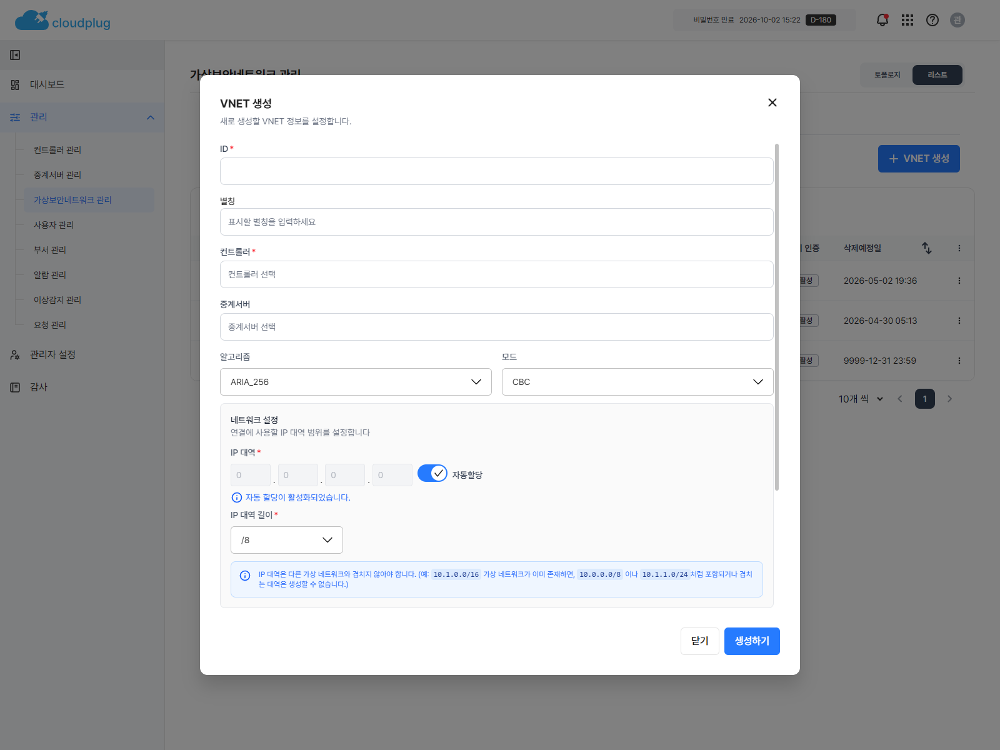 cloudplug
비밀번호 만료 2026-10-02 15:22 D-180
관
대시보드
관리
컨트롤러 관리
중계서버 관리
가상보안네트워크 관리
사용자 관리
부서 관리
알람 관리
이상감지 관리
요청 관리
관리자 설정
감사
가상보안네트워크 관리
토폴로지
리스트
VNET 생성
인증
삭제예정일
활성
2026-05-02 19:36
활성
2026-04-30 05:13
활성
9999-12-31 23:59
10개 씩
1
VNET 생성
새로 생성할 VNET 정보를 설정합니다.
ID*
별칭
표시할 별칭을 입력하세요
컨트롤러*
컨트롤러 선택
중계서버
중계서버 선택
알고리즘
ARIA_256
모드
CBC
네트워크 설정
연결에 사용할 IP 대역 범위를 설정합니다
IP 대역*
0 . 0 . 0 . 0
자동할당
자동 할당이 활성화되었습니다.
IP 대역 길이*
/8
IP 대역은 다른 가상 네트워크와 겹치지 않아야 합니다. (예: 10.1.0.0/16 가상 네트워크가 이미 존재하면, 10.0.0.0/8 이나 10.1.1.0/24 처럼 포함되거나 겹치
는 대역은 생성할 수 없습니다.)
닫기
생성하기